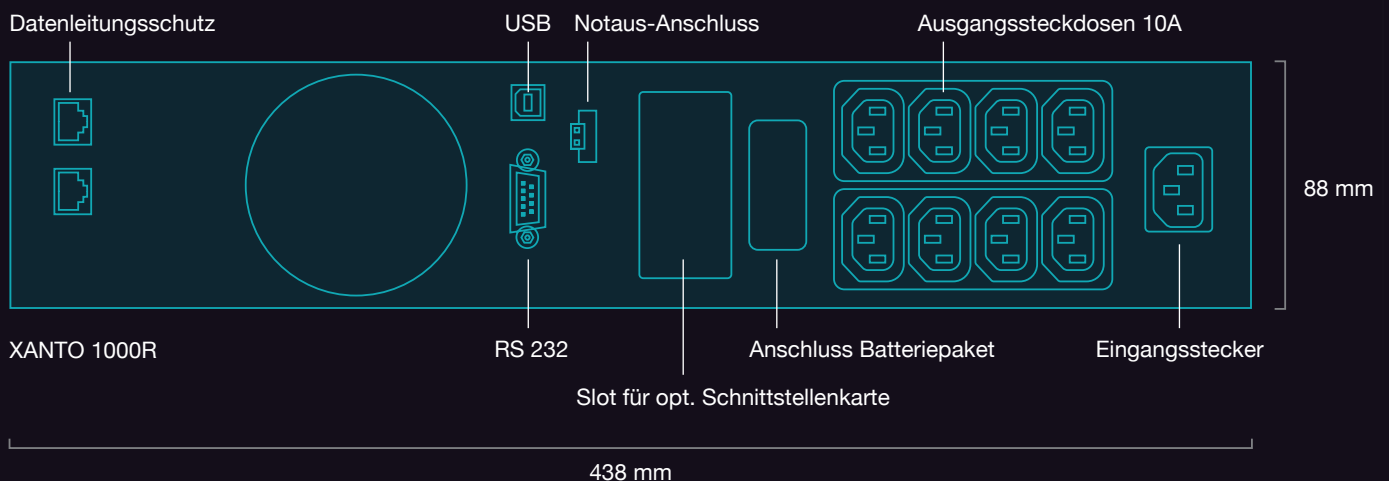 Datenleitungsschutz
USB
Notaus-Anschluss
Ausgangssteckdosen 10A
88 mm
XANTO 1000R
RS 232
Anschluss Batteriepaket
Eingangsstecker
Slot für opt. Schnittstellenkarte
438 mm